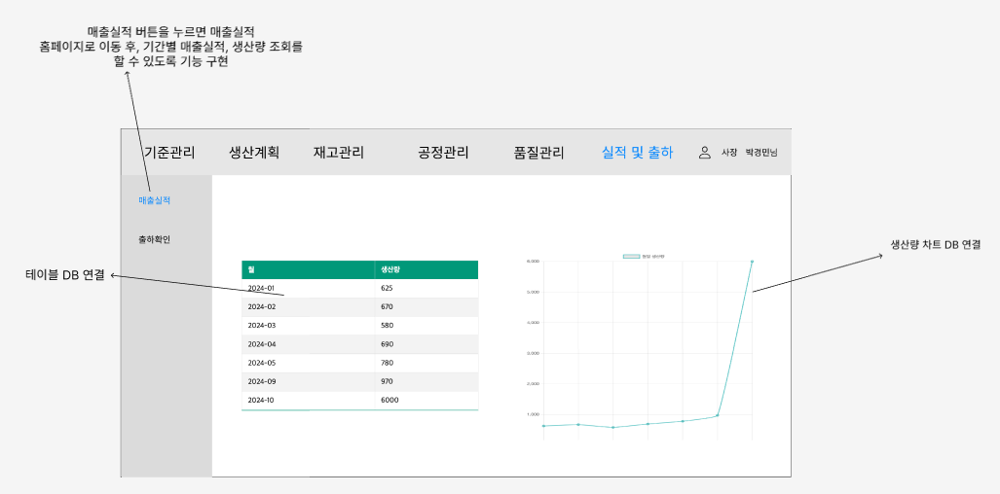 매출실적 버튼을 누르면 매출실적
홈페이지로 이동 후, 기간별 매출실적, 생산량 조회를
할 수 있도록 기능 구현
기준관리 생산계획 재고관리 공정관리 품질관리 실적 및 출하 사장 박경민님
매출실적
출하확인
테이블 DB 연결
월 생산량
2024-01 625
2024-02 670
2024-03 580
2024-04 690
2024-05 780
2024-09 970
2024-10 6000
생산량
6,000
5,000
4,000
3,000
2,000
1,000
생산량 차트 DB 연결